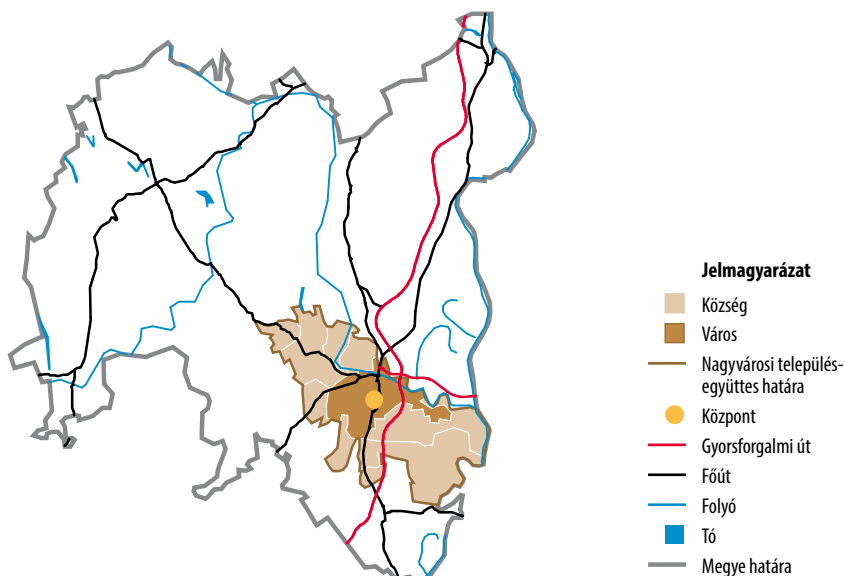 Jelmagyarázat
Község
Város
Nagyvárosi település-
együttes határa
Központ
Gyorsforgalmi út
Főút
Folyó
Tó
Megye határa